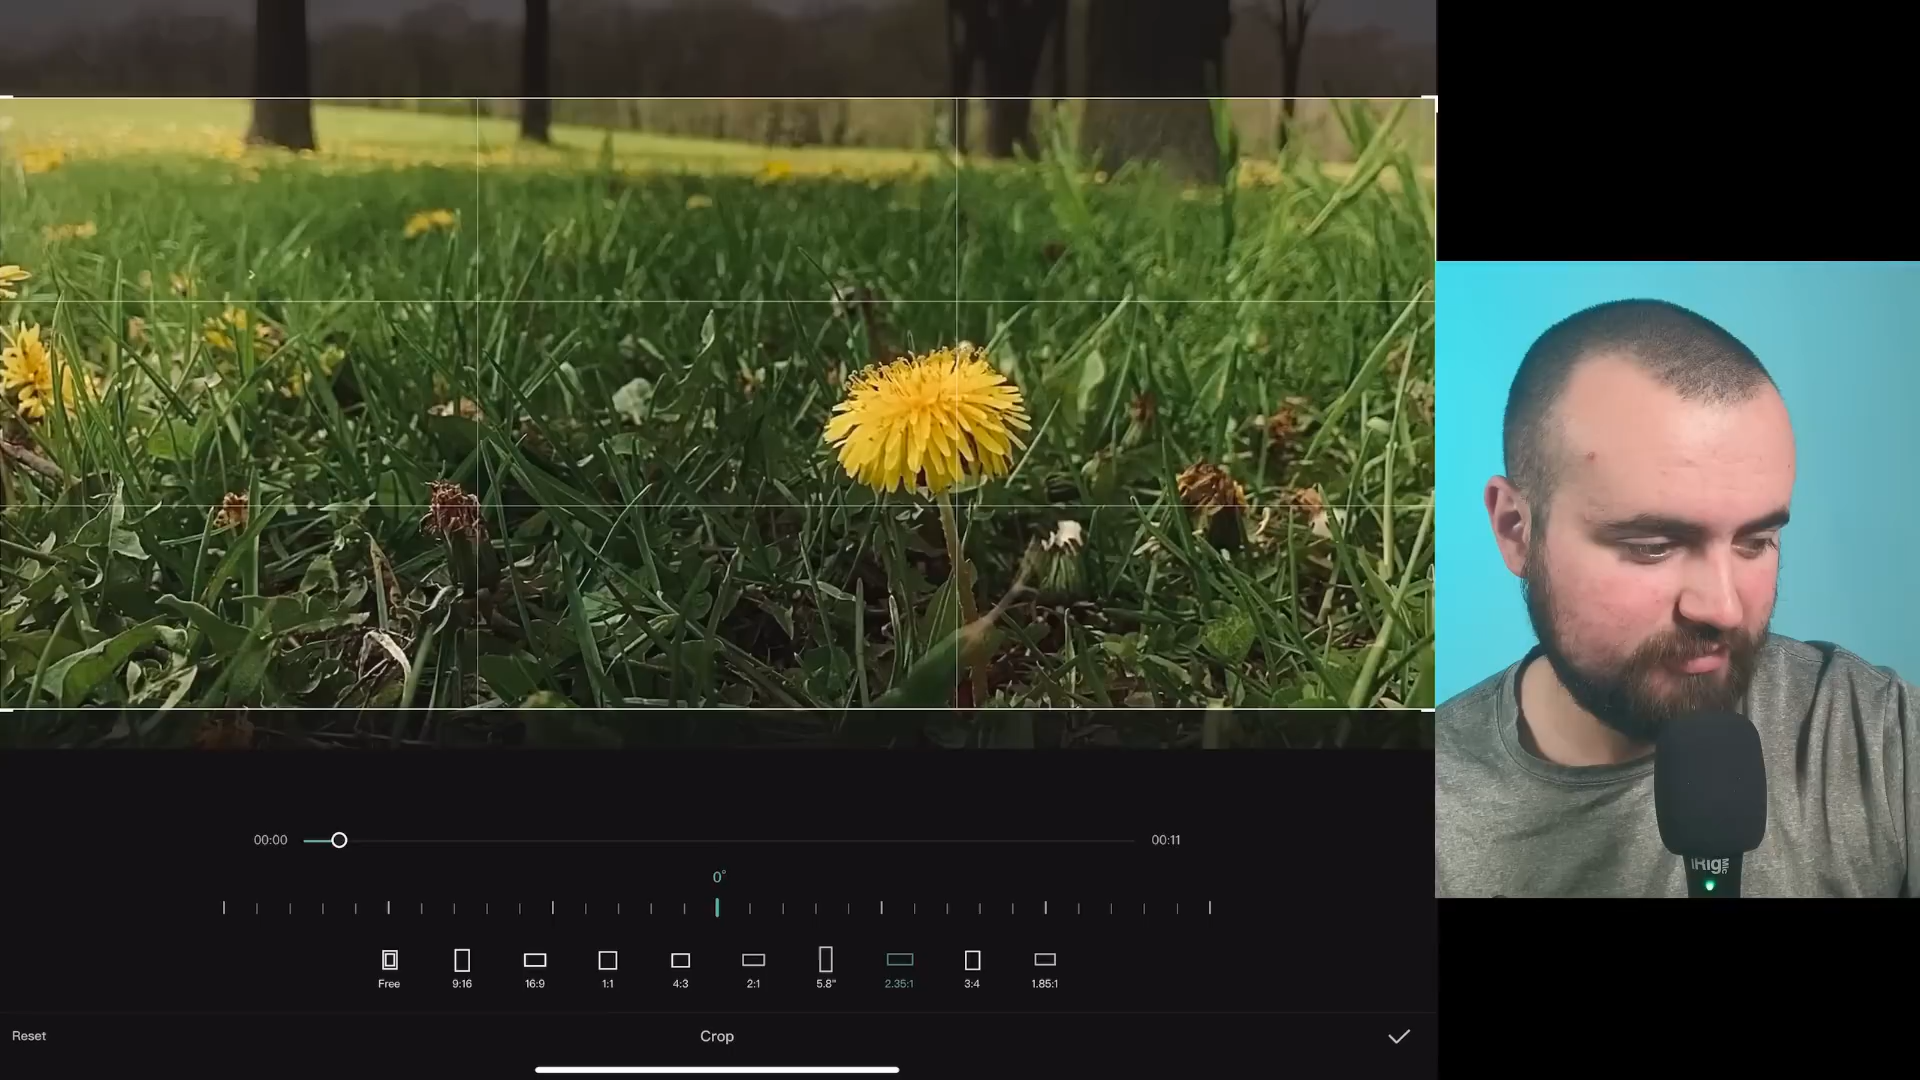 00:00
00:11
0°
Free 9:16 16:9 1:1 4:3 2:1 5.8" 2.35:1 3:4 1.85:1
Reset Crop
iRig Mic